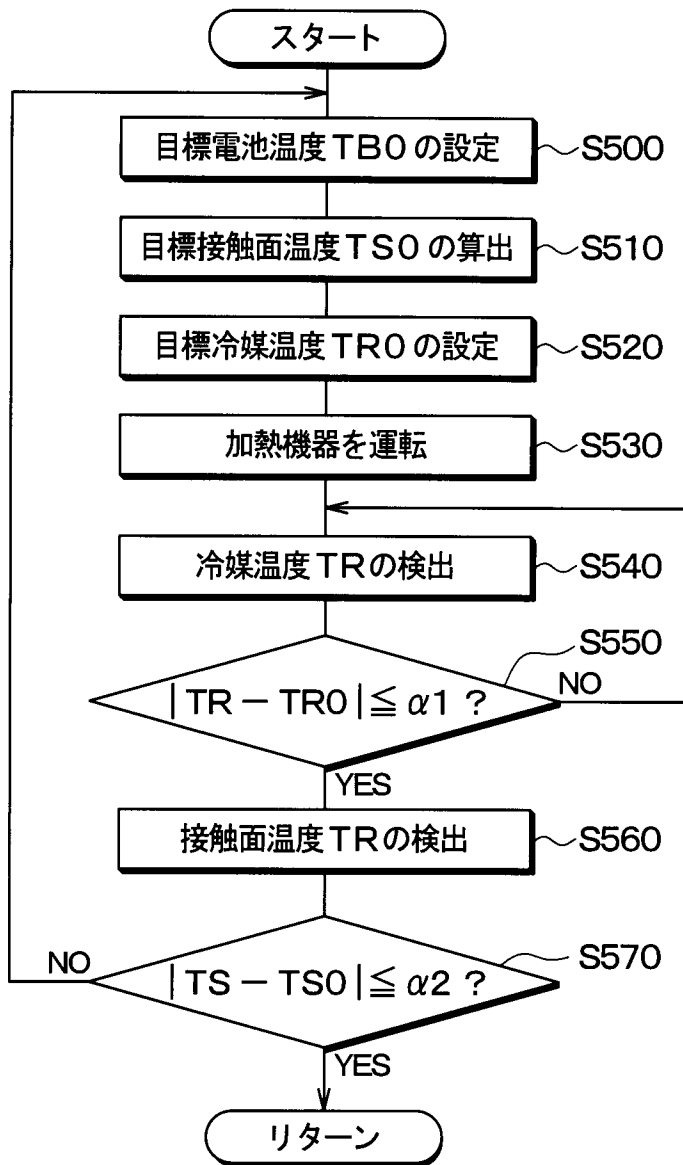 スタート
目標電池温度TB0の設定
S500
目標接触面温度TS0の算出
S510
目標冷媒温度TR0の設定
S520
加熱機器を運転
S530
冷媒温度TRの検出
S540
S550
|TR－TR0|≦α1？
NO
YES
接触面温度TRの検出
S560
NO
|TS－TS0|≦α2？
S570
YES
リターン